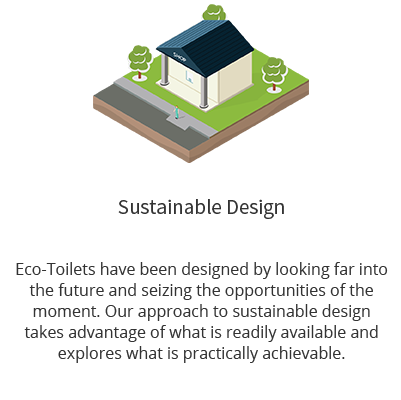 SHOP
Sustainable Design
Eco-Toilets have been designed by looking far into
the future and seizing the opportunities of the
moment. Our approach to sustainable design
takes advantage of what is readily available and
explores what is practically achievable.